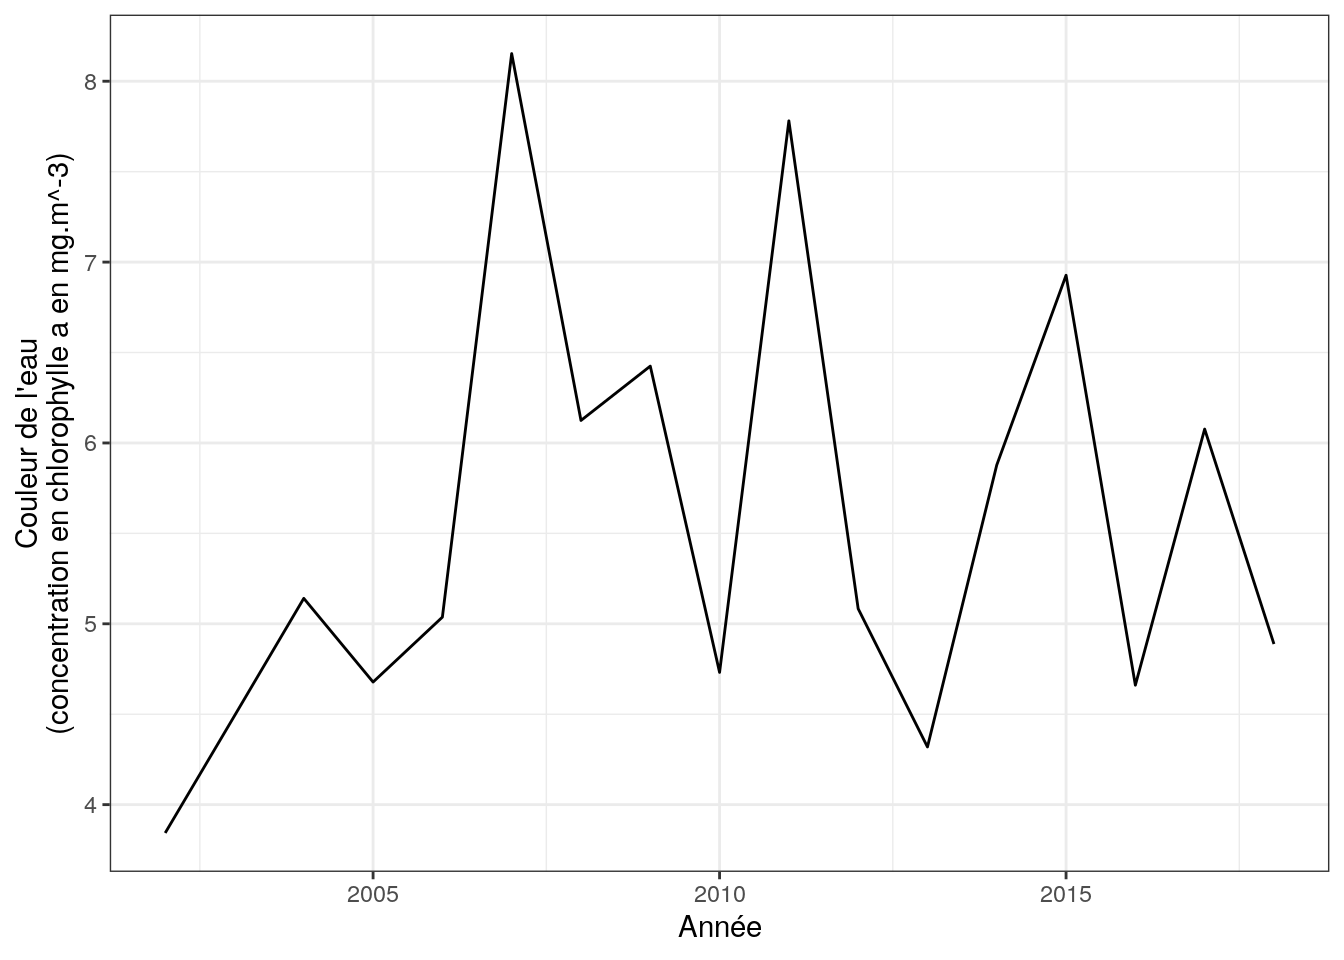 Couleur de l'eau
(concentration en chlorophylle a en mg.m^-3)
8
7
6
5
4
2005
2010
2015
Année